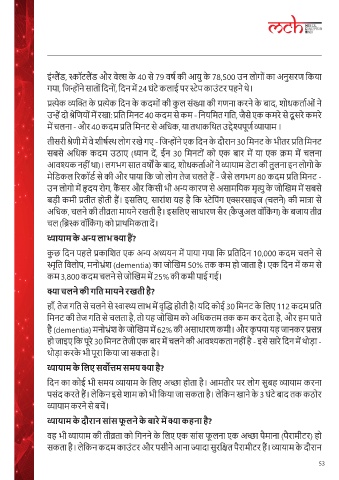 mch
इंग्लैंड, स्कॉटलैंड और वेल्स के 40 से 79 वर्ष की आयु के 78,500 उन लोगों का अनुसरण किया
गया, जिन्होंने सातों दिनों, दिन में 24 घंटे कलाई पर स्टेप काउंटर पहने थे।
प्रत्येक व्यक्ति के प्रत्येक दिन के कदमों की कुल संख्या की गणना करने के बाद, शोधकर्ताओं ने
उन्हें दो श्रेणियों में रखा: प्रति मिनट 40 कदम से कम - नियमित गति, जैसे एक कमरे से दूसरे कमरे
में चलना - और 40 कदम प्रति मिनट से अधिक, या तथाकथित उद्देश्यपूर्ण व्यायाम ।
तीसरी श्रेणी में वे शीर्षस्थ लोग रखे गए - जिन्होंने एक दिन के दौरान 30 मिनट के भीतर प्रति मिनट
सबसे अधिक कदम उठाए (ध्यान दें, ईन 30 मिनटों को एक बार में या एक क्रम में चलना
आवश्यक नहीं था)। लगभग सात वर्षों के बाद, शोधकर्ताओं ने व्यायाम डेटा की तुलना इन लोगो के
मेडिकल रिकॉर्ड से की ओर पाया कि जो लोग तेज चलते हैं - जैसे लगभग 80 कदम प्रति मिनट -
उन लोगो में हृदय रोग, कैंसर और किसी भी अन्य कारण से असामयिक मृत्यु के जोखिम में सबसे
बड़ी कमी प्रतीत होती हैं। इसलिए, सारांश यह है कि स्टेपिंग एक्सरसाइज (चलने) की मात्रा से
अधिक, चलने की तीव्रता मायने रखती है। इसलिए साधारण सैर (कैजुअल वॉकिंग) के बजाय तीव्र
चल (ब्रिस्क वॉकिंग) को प्राथमिकता दें।
व्यायाम के अन्य लाभ क्या हैं?
कुछ दिन पहले प्रकाशित एक अन्य अध्ययन में पाया गया कि प्रतिदिन 10,000 कदम चलने से
स्मृति विलोप, मनोभ्रंश (dementia) का जोखिम 50% तक कम हो जाता है। एक दिन में कम से
कम 3,800 कदम चलने से जोखिम में 25% की कमी पाई गई।
क्या चलने की गति मायने रखती है?
हाँ, तेज गति से चलने से स्वास्थ्य लाभ में वृद्धि होती है। यदि कोई 30 मिनट के लिए 112 कदम प्रति
मिनट की तेज गति से चलता है, तो यह जोखिम को अधिकतम तक कम कर देता है, और हम पाते
है (dementia) मनोभ्रंश के जोखिम में 62% की असाधारण कमी। और कृपया यह जानकर प्रसन्न
हो जाइए कि पूरे 30 मिनट तेजी एक बार में चलने की आवश्यकता नहीं है - इसे सारे दिन में थोड़ा -
थोड़ा करके भी पूरा किया जा सकता है।
व्यायाम के लिए सर्वोत्तम समय क्या है?
दिन का कोई भी समय व्यायाम के लिए अच्छा होता है। आमतौर पर लोग सुबह व्यायाम करना
पसंद करते हैं। लेकिन इसे शाम को भी किया जा सकता है। लेकिन खाने के 3 घंटे बाद तक कठोर
व्यायाम करने से बचें।
व्यायाम के दौरान सांस फूलने के बारे में क्या कहना है?
वह भी व्यायाम की तीव्रता को गिनने के लिए एक सांस फूलना एक अच्छा पैमाना (पैरामीटर) हो
सकता है। लेकिन कदम काउंटर और पसीने आना ज्यादा सुरक्षित पैरामीटर हैं। व्यायाम के दौरान
53